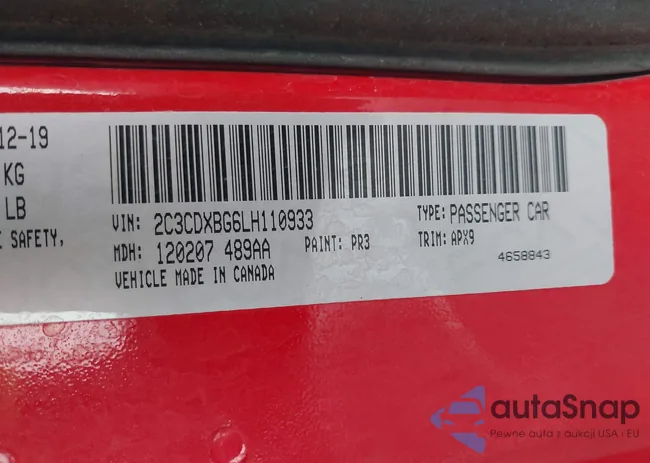 12-19
KG
LB
SAFETY,
VIN: 2C3CDXBG6LH110933
TYPE: PASSENGER CAR
MDH: 120207 489AA
PAINT: PR3
TRIM: APX9
VEHICLE MADE IN CANADA
4658843
autaSnap
Pewne auta z aukcji USA i EU